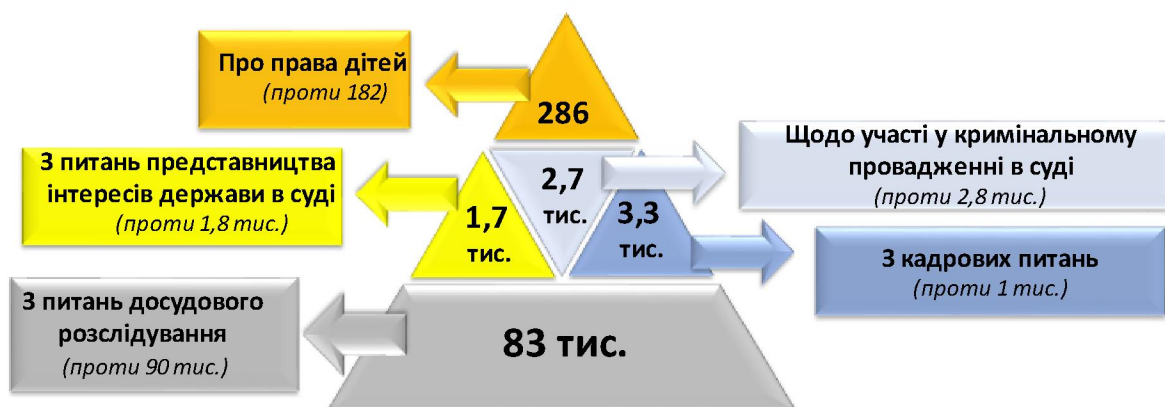 Про права дітей
(проти 182)
286
З питань представництва
інтересів держави в суді
(проти 1,8 тис.)
1,7
тис.
2,7
тис.
3,3
тис.
Щодо участі у кримінальному
провадженні в суді
(проти 2,8 тис.)
З кадрових питань
(проти 1 тис.)
З питань досудового
розслідування
(проти 90 тис.)
83 тис.